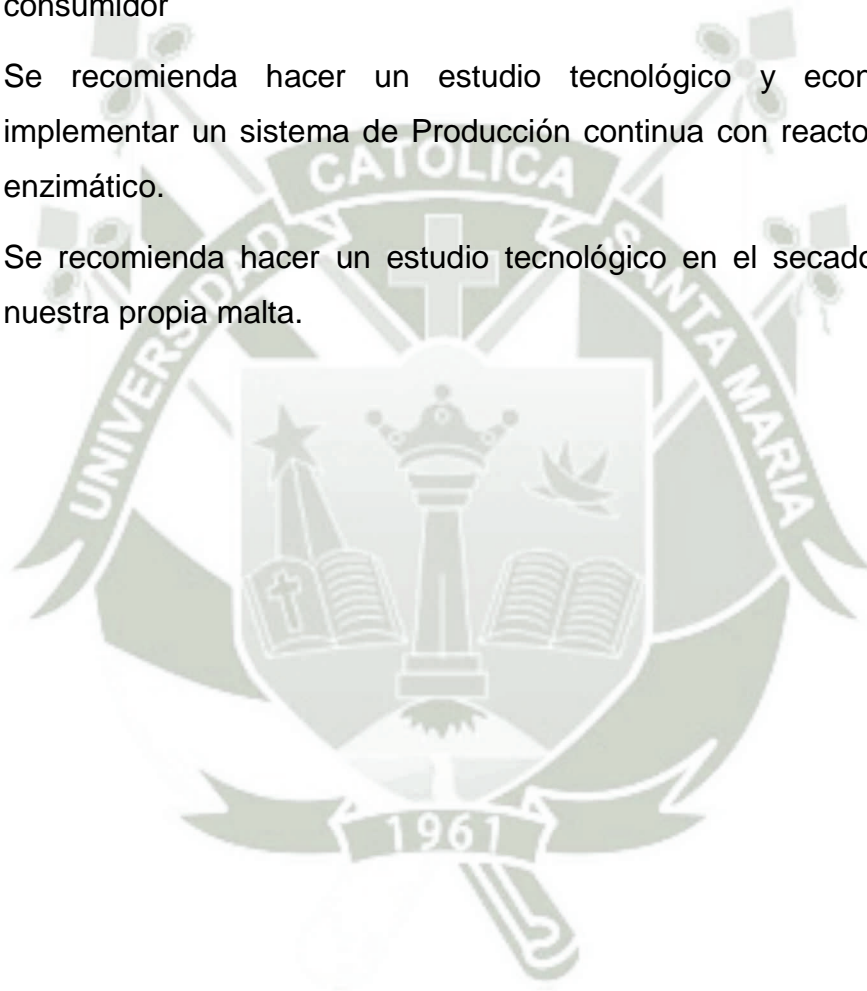 consumidor
Se recomienda hacer un estudio tecnológico y econ
implementar un sistema de Producción continua con reacto
enzimático.
Se recomienda hacer un estudio tecnológico en el secado
nuestra propia malta.
UNIVERSIDAD CATOLICA SANTA MARIA
1961